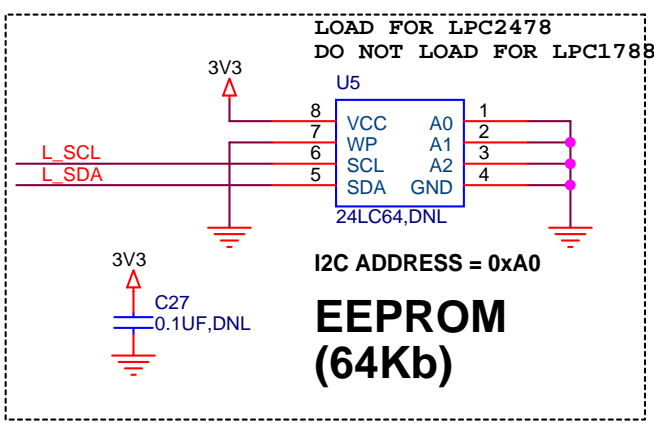 LOAD FOR LPC2478
DO NOT LOAD FOR LPC1788
3V3
U5
8 VCC A0 1
7 WP A1 2
L_SCL 6 SCL A2 3
L_SDA 5 SDA GND 4
24LC64,DNL
3V3
I2C ADDRESS = 0xA0
C27
0.1UF,DNL
EEPROM
(64Kb)